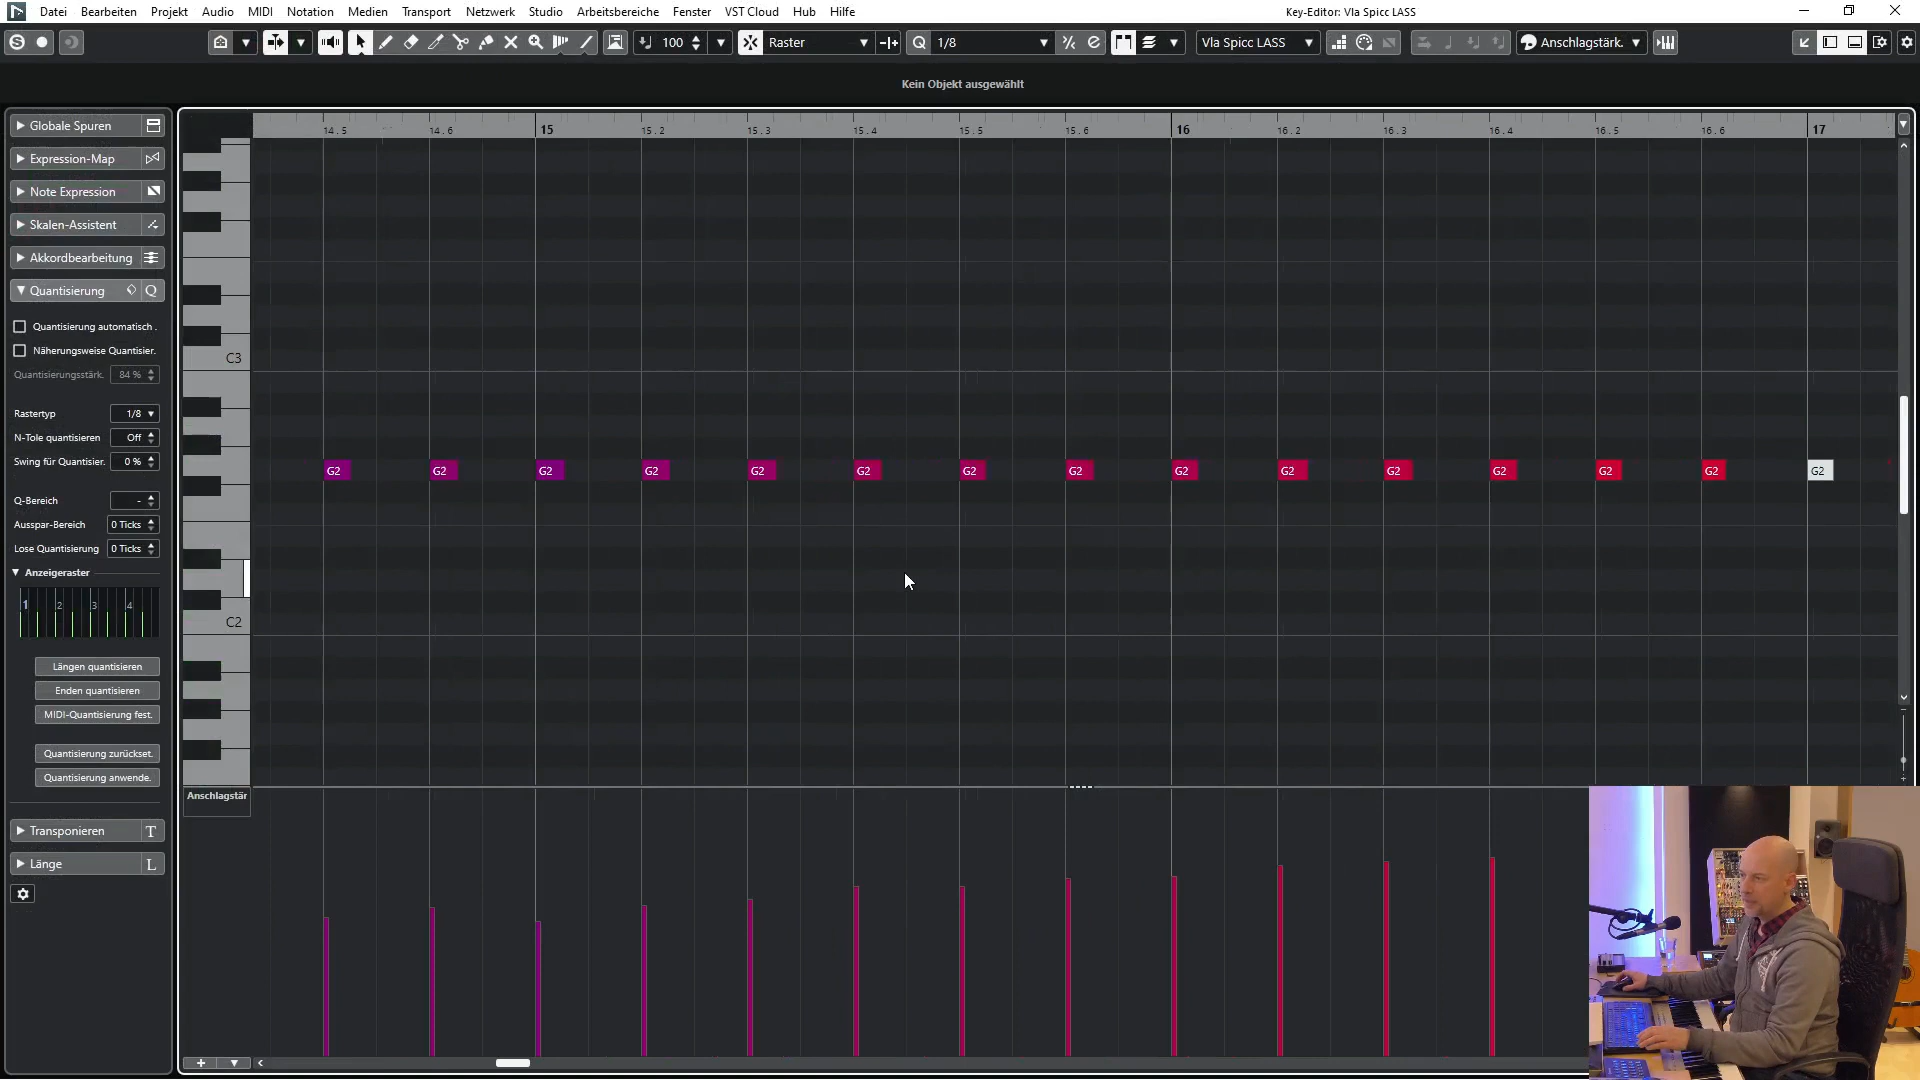 Datei Bearbeiten Projekt Audio MIDI Notation Medien Transport Netzwerk Studio Arbeitsbereiche Fenster VST Cloud Hub Hilfe Key-Editor: Vla Spicc LASS
100 Raster 1/8 Vla Spicc LASS Anschlagstärk.
Kein Objekt ausgewählt
Globale Spuren
Expression-Map
Note Expression
Skalen-Assistent
Akkordbearbeitung
Quantisierung Q
Quantisierung automatisch .
Näherungsweise Quantisier.
Quantisierungsstärk. 84 %
Rastertyp 1/8
N-Tole quantisieren Off
Swing für Quantisier. 0 %
Q-Bereich -
Ausspar-Bereich 0 Ticks
Lose Quantisierung 0 Ticks
Anzeigeraster
1 2 3 4
Längen quantisieren
Enden quantisieren
MIDI-Quantisierung fest.
Quantisierung zurückset.
Quantisierung anwende.
Transponieren T
Länge L
14.5 14.6 15 15.2 15.3 15.4 15.5 15.6 16 16.2 16.3 16.4 16.5 16.6 17
C3
G2 G2 G2 G2 G2 G2 G2 G2 G2 G2 G2 G2 G2 G2 G2
C2
Anschlagstär